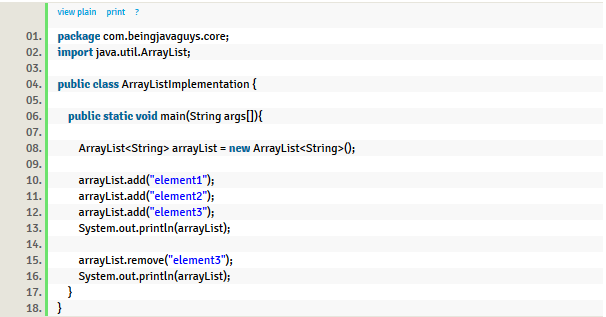 view plain print ?
01. package com.beingjavaguys.core;
02. import java.util.ArrayList;
03.
04. public class ArrayListImplementation {
05.
06. public static void main(String args[]){
07.
08. ArrayList<String> arrayList = new ArrayList<String>();
09.
10. arrayList.add("element1");
11. arrayList.add("element2");
12. arrayList.add("element3");
13. System.out.println(arrayList);
14.
15. arrayList.remove("element3");
16. System.out.println(arrayList);
17. }
18. }